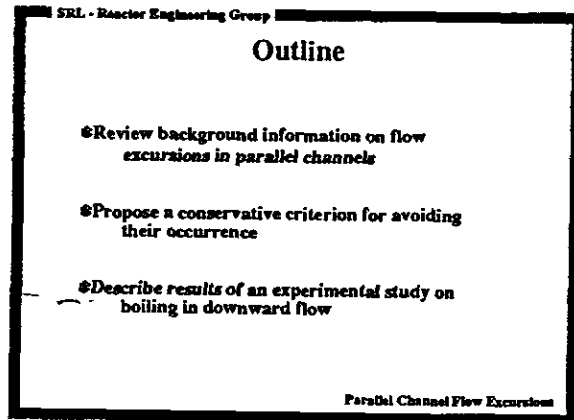 SRL - Reactor Engineering Group
Outline
Review background information on flow
excursions in parallel channels
Propose a conservative criterion for avoiding
their occurrence
Describe results of an experimental study on
boiling in downward flow
Parallel Channel Flow Excursions